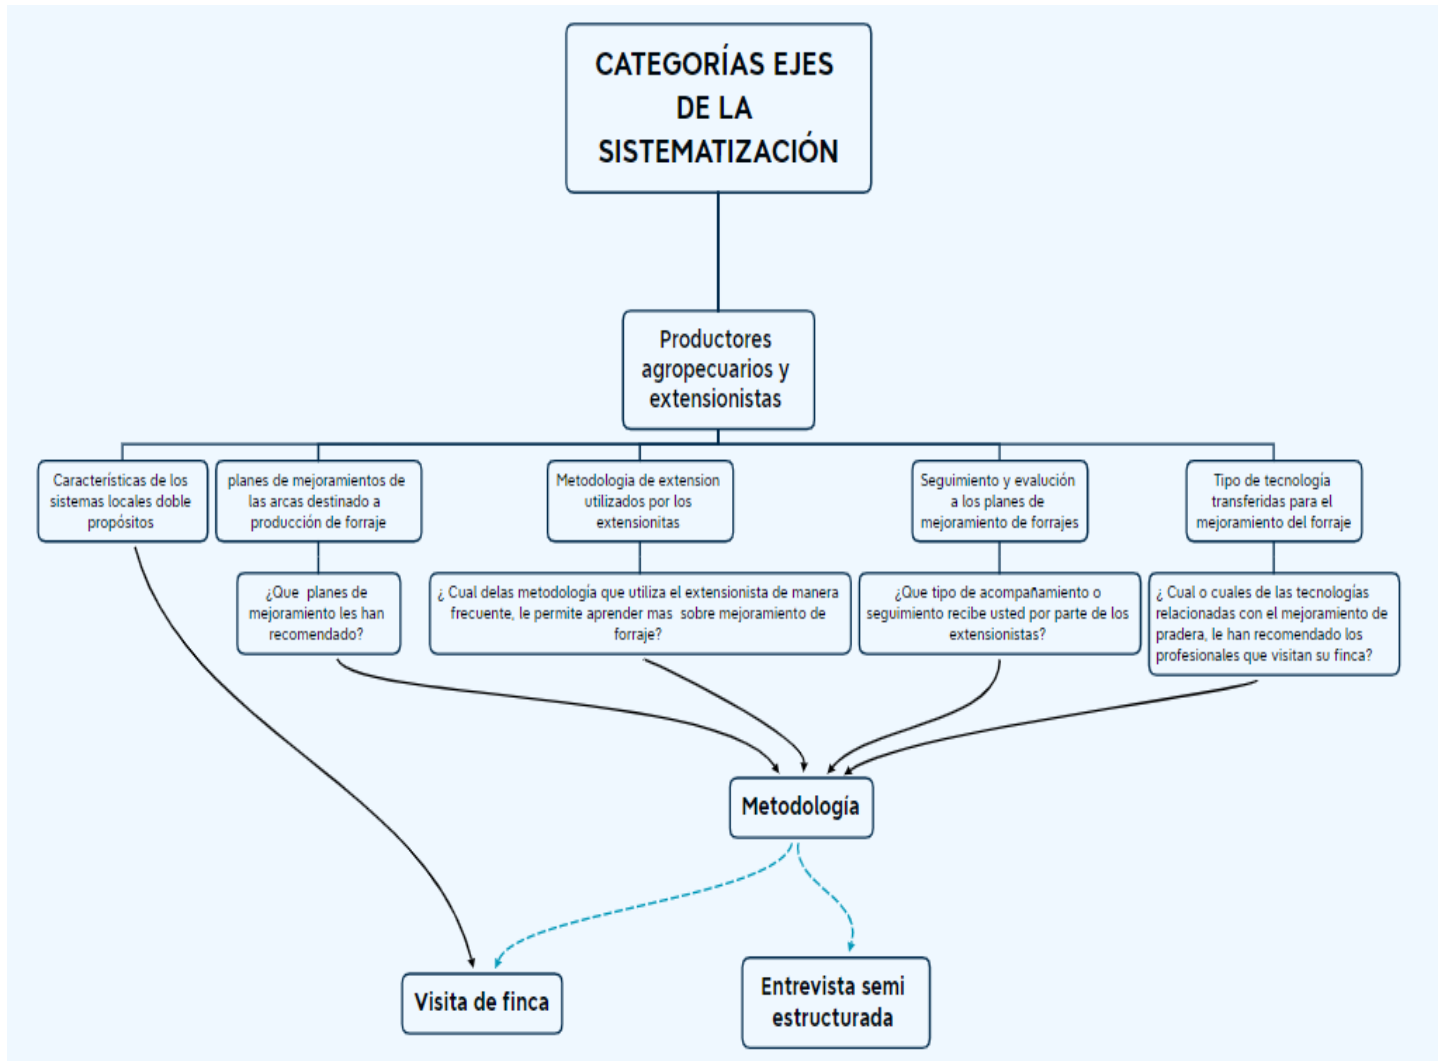 CATEGORÍAS EJES
DE LA
SISTEMATIZACIÓN
Productores
agropecuarios y
extensionistas
Características de los
sistemas locales doble
propósitos
planes de mejoramientos de
las arcas destinado a
producción de forraje
Metodologia de extension
utilizados por los
extensionitas
Seguimiento y evalución
a los planes de
mejoramiento de forrajes
Tipo de tecnología
transferidas para el
mejoramiento del forraje
¿Que planes de
mejoramiento les han
recomendado?
¿ Cual delas metodología que utiliza el extensionista de manera
frecuente, le permite aprender mas sobre mejoramiento de
forraje?
¿Que tipo de acompañamiento o
seguimiento recibe usted por parte de los
extensionistas?
¿ Cual o cuales de las tecnologías
relacionadas con el mejoramiento de
pradera, le han recomendado los
profesionales que visitan su finca?
Metodología
Visita de finca
Entrevista semi
estructurada